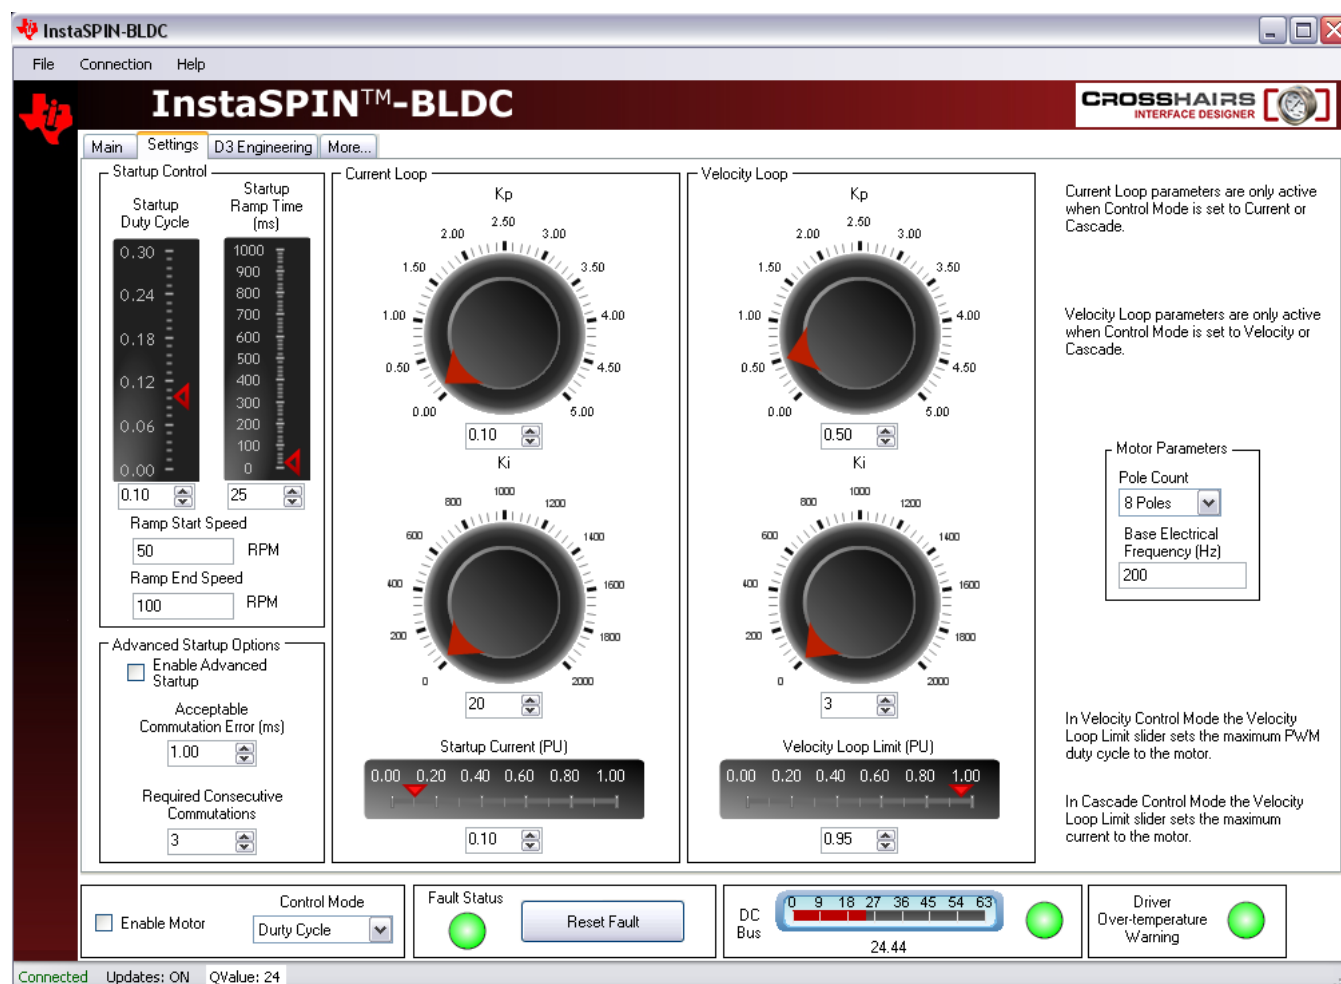 InstaSPIN-BLDC
File Connection Help
InstaSPIN™-BLDC
CROSSHAIRS
INTERFACE DESIGNER
Main Settings D3 Engineering More...
Startup Control
Startup
Duty Cycle
0.30
0.24
0.18
0.12
0.06
0.00
0.10
Startup
Ramp Time
(ms)
1000
900
800
700
600
500
400
300
200
100
0
25
Ramp Start Speed
50 RPM
Ramp End Speed
100 RPM
Advanced Startup Options
Enable Advanced
Startup
Acceptable
Commutation Error (ms)
1.00
Required Consecutive
Commutations
3
Current Loop
Kp
0.00 0.50 1.00 1.50 2.00 2.50 3.00 3.50 4.00 4.50 5.00
0.10
Ki
0 200 400 600 800 1000 1200 1400 1600 1800 2000
20
Startup Current (PU)
0.00 0.20 0.40 0.60 0.80 1.00
0.10
Velocity Loop
Kp
0.00 0.50 1.00 1.50 2.00 2.50 3.00 3.50 4.00 4.50 5.00
0.50
Ki
0 200 400 600 800 1000 1200 1400 1600 1800 2000
3
Velocity Loop Limit (PU)
0.00 0.20 0.40 0.60 0.80 1.00
0.95
Current Loop parameters are only active
when Control Mode is set to Current or
Cascade.
Velocity Loop parameters are only active
when Control Mode is set to Velocity or
Cascade.
Motor Parameters
Pole Count
8 Poles
Base Electrical
Frequency (Hz)
200
In Velocity Control Mode the Velocity
Loop Limit slider sets the maximum PWM
duty cycle to the motor.
In Cascade Control Mode the Velocity
Loop Limit slider sets the maximum
current to the motor.
Enable Motor
Control Mode
Durty Cycle
Fault Status
Reset Fault
DC
Bus
0 9 18 27 36 45 54 63
24.44
Driver
Over-temperature
Warning
Connected Updates: ON QValue: 24